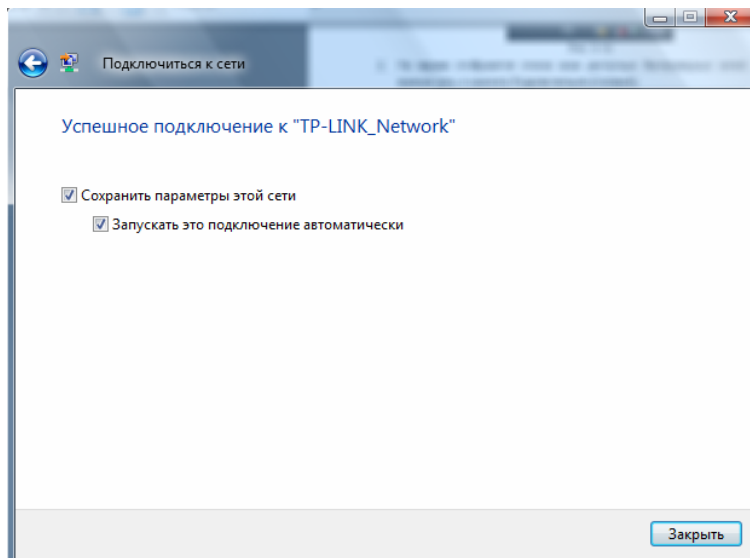 Подключиться к сети
Успешное подключение к "TP-LINK_Network"
Сохранить параметры этой сети
Запускать это подключение автоматически
Закрыть